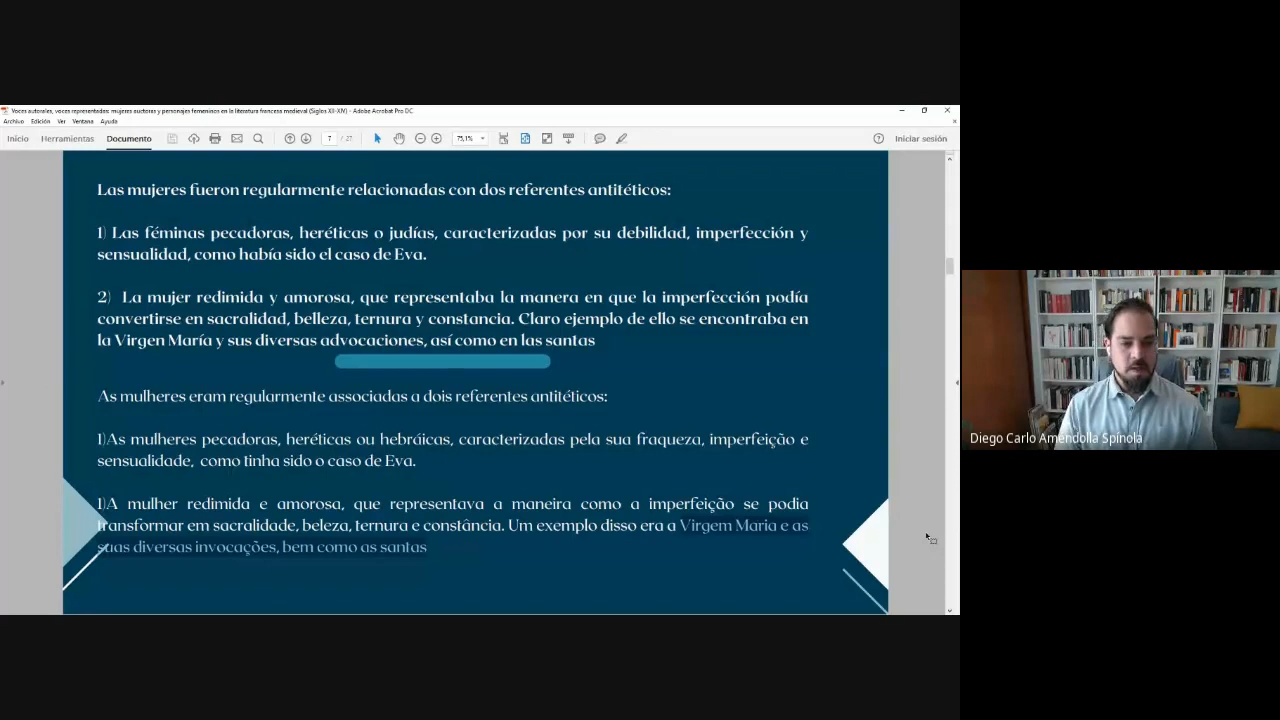 Voces autorales, voces representadas: mujeres auctoras y personajes femeninos en la literatura francesa medieval (Siglos XII-XIV) - Adobe Acrobat Pro DC
Archivo Edición Ver Ventana Ayuda
Inicio Herramientas Documento 7 / 27 75,1% Iniciar sesión
Las mujeres fueron regularmente relacionadas con dos referentes antitéticos:
1) Las féminas pecadoras, heréticas o judías, caracterizadas por su debilidad, imperfección y
sensualidad, como había sido el caso de Eva.
2) La mujer redimida y amorosa, que representaba la manera en que la imperfección podía
convertirse en sacralidad, belleza, ternura y constancia. Claro ejemplo de ello se encontraba en
la Virgen María y sus diversas advocaciones, así como en las santas
As mulheres eram regularmente associadas a dois referentes antitéticos:
1)As mulheres pecadoras, heréticas ou hebráicas, caracterizadas pela sua fraqueza, imperfeição e
sensualidade, como tinha sido o caso de Eva.
1)A mulher redimida e amorosa, que representava a maneira como a imperfeição se podia
transformar em sacralidade, beleza, ternura e constância. Um exemplo disso era a Virgem Maria e as
suas diversas invocações, bem como as santas
Diego Carlo Amendolla Spínola